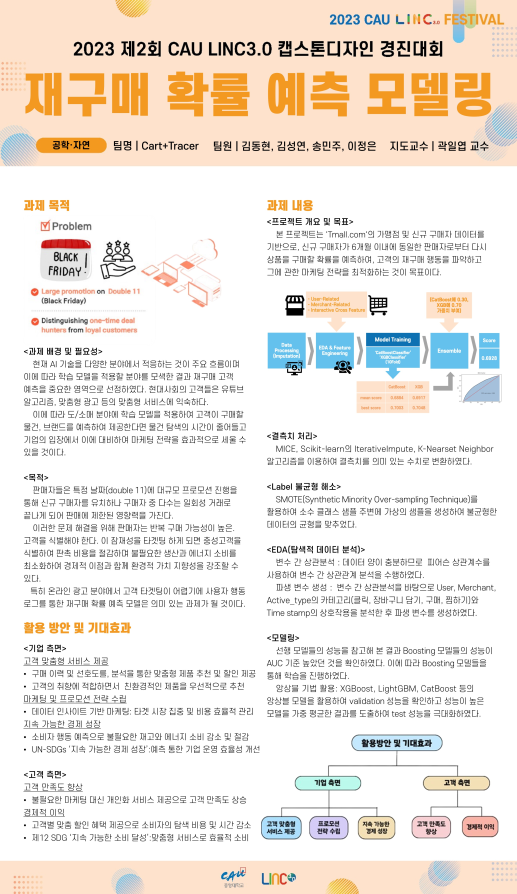 2023 CAU LINC3.0 FESTIVAL
2023 제2회 CAU LINC3.0 캡스톤디자인 경진대회
재구매 확률 예측 모델링
공학·자연 팀명 | Cart+Tracer 팀원 | 김동현, 김성연, 송민주, 이정은 지도교수 | 곽일엽 교수
과제 목적
Problem
BLACK
FRIDAY!
Large promotion on Double 11
(Black Friday)
Distinguishing one-time deal
hunters from loyal customers
<과제 배경 및 필요성>
현대 AI 기술을 다양한 분야에서 적용하는 것이 주요 흐름이며
이에 따라 학습 모델을 적용할 분야를 모색한 결과 재구매 고객
예측을 중요한 영역으로 선정하였다. 현대사회의 고객들은 유튜브
알고리즘, 맞춤형 광고 등의 맞춤형 서비스에 익숙하다.
이에 따라 도/소매 분야에 학습 모델을 적용하여 고객이 구매할
물건, 브랜드를 예측하여 제공한다면 물건 탐색의 시간이 줄어들고
기업의 입장에서 이에 대비하여 마케팅 전략을 효과적으로 세울 수
있을 것이다.
<목적>
판매자들은 특정 날짜(double 11)에 대규모 프로모션 진행을
통해 신규 구매자를 유치하나 구매자 중 다수는 일회성 거래로
끝나게 되어 판매에 제한된 영향력을 가진다.
이러한 문제 해결을 위해 판매자는 반복 구매 가능성이 높은.
고객을 식별해야 한다. 이 잠재성을 타겟팅 하게 되면 충성고객을
식별하여 판촉 비용을 절감하며 불필요한 생산과 에너지 소비를
최소화하여 경제적 이점과 함께 환경적 가치 지향성을 강조할 수
있다.
특히 온라인 광고 분야에서 고객 타겟팅이 어렵기에 사용자 행동
로그를 통한 재구매 확률 예측 모델은 의미 있는 과제가 될 것이다.
활용 방안 및 기대효과
<기업 측면>
고객 맞춤형 서비스 제공
• 구매 이력 및 선호도를, 분석을 통한 맞춤형 제품 추천 및 할인 제공
• 고객의 취향에 적합하면서 친환경적인 제품을 우선적으로 추천
마케팅 및 프로모션 전략 수립
• 데이터 인사이트 기반 마케팅: 타겟 시장 집중 및 비용 효율적 관리
지속 가능한 경제 성장
• 소비자 행동 예측으로 불필요한 재고와 에너지 소비 감소 및 절감
• UN-SDGs '지속 가능한 경제 성장':예측 통한 기업 운영 효율성 개선
<고객 측면>
고객 만족도 향상
• 불필요한 마케팅 대신 개인화 서비스 제공으로 고객 만족도 상승
경제적 이익
• 고객별 맞춤 할인 혜택 제공으로 소비자의 탐색 비용 및 시간 감소
• 제12 SDG '지속 가능한 소비 달성':맞춤형 서비스로 효율적 소비
과제 내용
<프로젝트 개요 및 목표>
본 프로젝트는 'Tmall.com'의 가맹점 및 신규 구매자 데이터를
기반으로, 신규 구매자가 6개월 이내에 동일한 판매자로부터 다시
상품을 구매할 확률을 예측하여, 고객의 재구매 행동을 파악하고
그에 관한 마케팅 전략을 최적화하는 것이 목표이다.
- User-Related
- Merchant-Related
- Interactive Cross Feature
Data
Processing
(Imputation)
EDA & Feature
Engineering
Model Training
Ensemble
Score
CatBoost
XGB
<결측치 처리>
MICE, Scikit-learn의 IterativeImpute, K-Nearset Neighbor
알고리즘을 이용하여 결측치를 의미 있는 수치로 변환하였다.
<Label 불균형 해소>
SMOTE(Synthetic Minority Over-sampling Technique)를
활용하여 소수 클래스 샘플 주변에 가상의 샘플을 생성하여 불균형한
데이터의 균형을 맞추었다.
<EDA(탐색적 데이터 분석)>
변수 간 상관분석 : 데이터 양이 충분하므로 피어슨 상관계수를
사용하여 변수 간 상관관계 분석을 수행하였다.
파생 변수 생성 : 변수 간 상관분석을 바탕으로 User, Merchant,
Active_type의 카테고리(클릭, 장바구니 담기, 구매, 찜하기)와
Time stamp의 상호작용을 분석한 후 파생 변수를 생성하였다.
<모델링>
선행 모델들의 성능을 참고해 본 결과 Boosting 모델들의 성능이
AUC 기준 높았던 것을 확인하였다. 이에 따라 Boosting 모델들을
통해 학습을 진행하였다.
앙상블 기법 활용: XGBoost, LightGBM, CatBoost 등의
앙상블 모델을 활용하여 validation 성능을 확인하고 성능이 높은
모델을 가중 평균한 결과를 도출하여 test 성능을 극대화하였다.
활용방안 및 기대효과
기업 측면
고객 측면
고객 맞춤형
서비스 제공
프로모션
전략 수립
지속 가능한
경제 성장
고객 만족도
향상
경제적 이익
CAU
중앙대학교
LINC 3.0